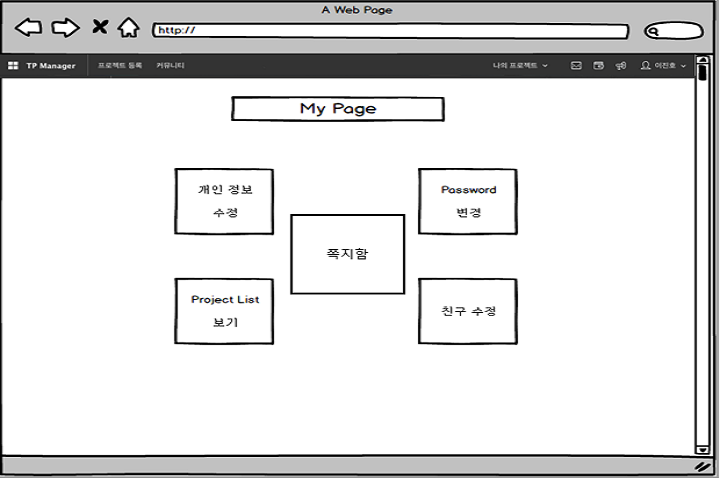 A Web Page
http://
TP Manager 프로젝트 등록 커뮤니티 나의 프로젝트 이진호
My Page
개인 정보
수정
Password
변경
쪽지함
Project List
보기
친구 수정